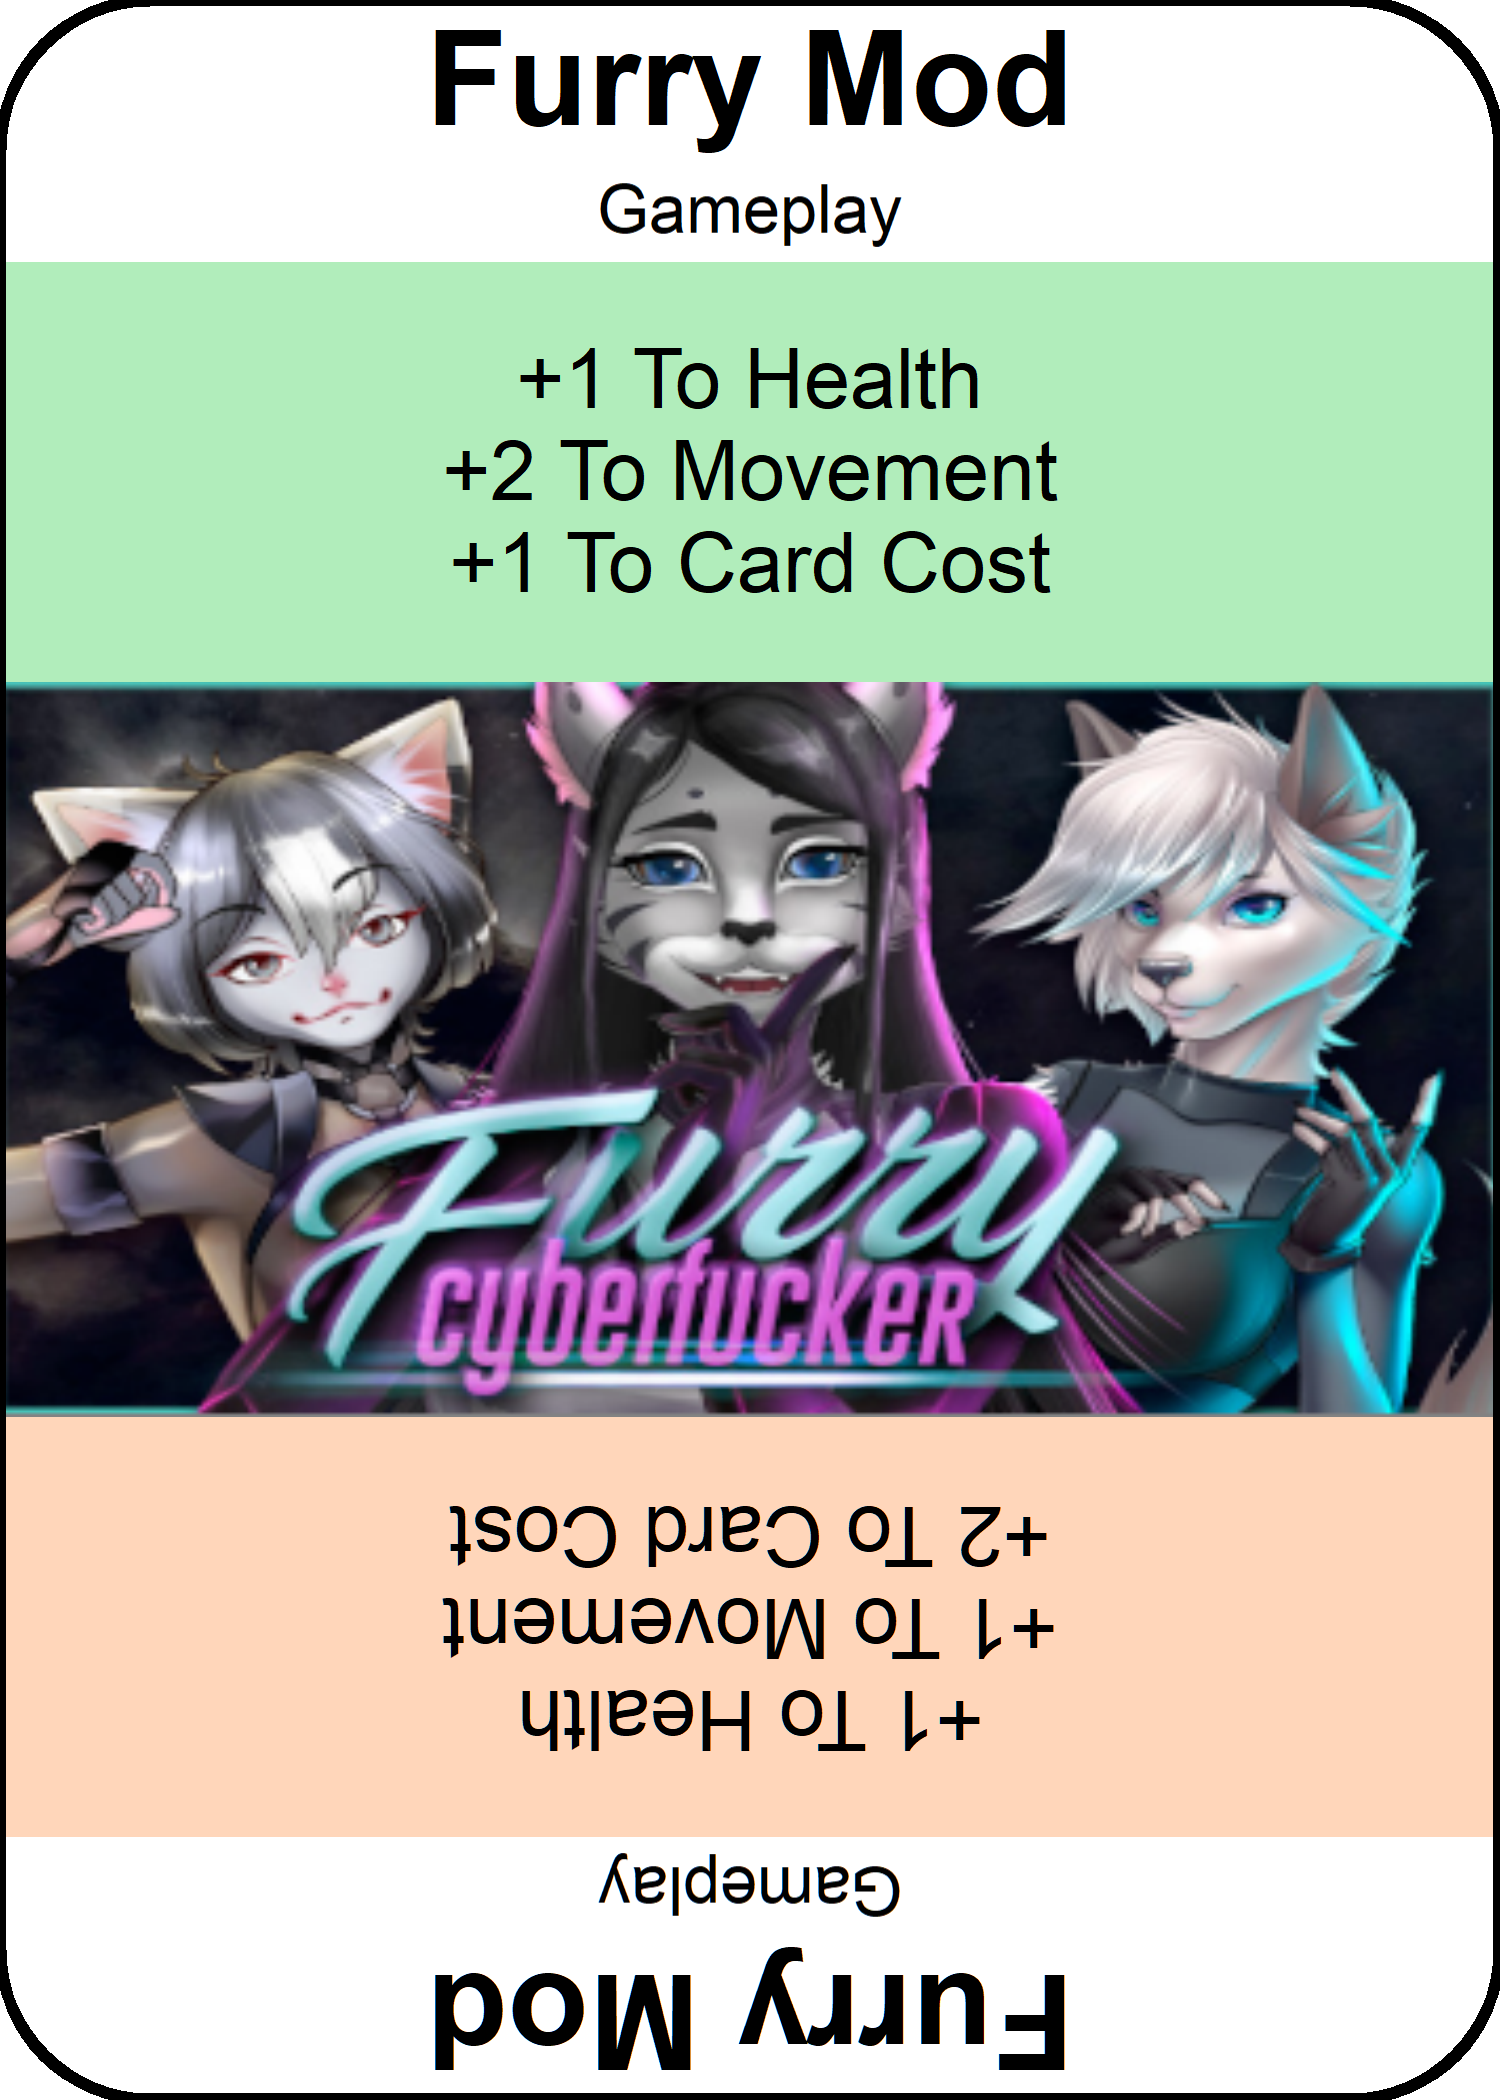 Furry Mod
Gameplay
+1 To Health
+2 To Movement
+1 To Card Cost
Furry
cyberfucker
+2 To Card Cost
+1 To Movement
+1 To Health
Gameplay
Furry Mod